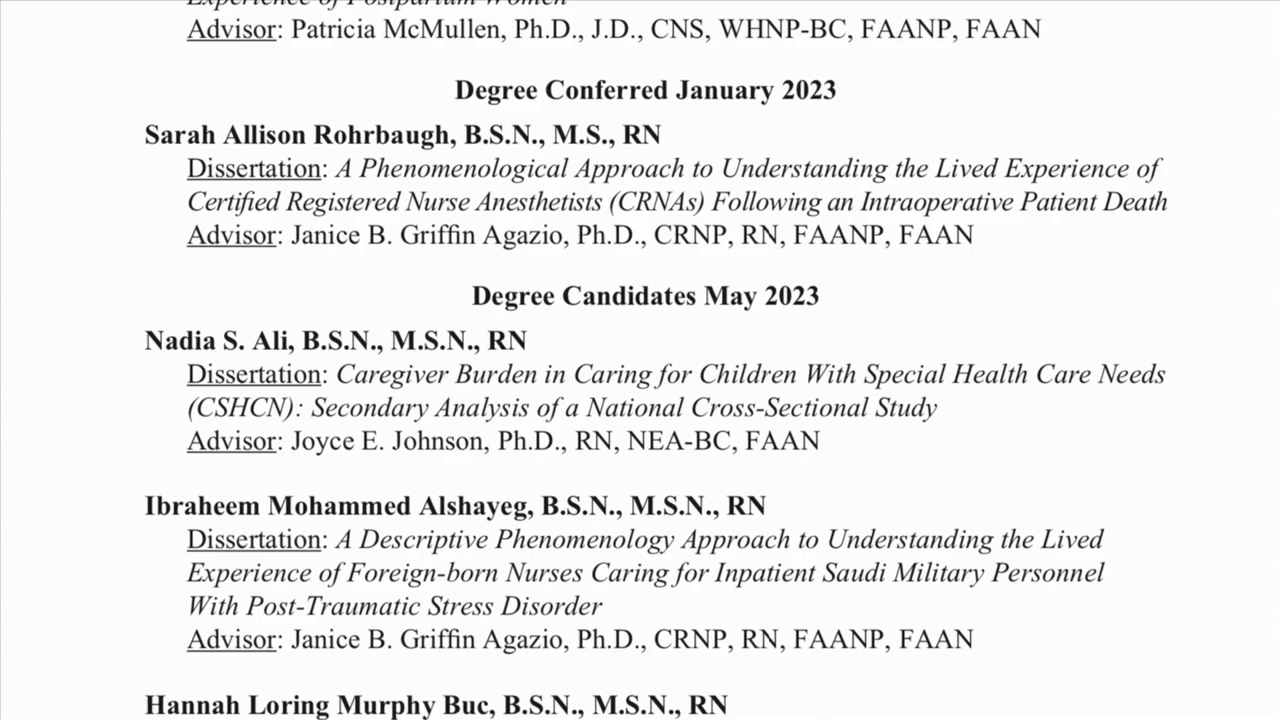 Experience of Postpartum Women
Advisor: Patricia McMullen, Ph.D., J.D., CNS, WHNP-BC, FAANP, FAAN
Degree Conferred January 2023
Sarah Allison Rohrbaugh, B.S.N., M.S., RN
Dissertation: A Phenomenological Approach to Understanding the Lived Experience of
Certified Registered Nurse Anesthetists (CRNAs) Following an Intraoperative Patient Death
Advisor: Janice B. Griffin Agazio, Ph.D., CRNP, RN, FAANP, FAAN
Degree Candidates May 2023
Nadia S. Ali, B.S.N., M.S.N., RN
Dissertation: Caregiver Burden in Caring for Children With Special Health Care Needs
(CSHCN): Secondary Analysis of a National Cross-Sectional Study
Advisor: Joyce E. Johnson, Ph.D., RN, NEA-BC, FAAN
Ibraheem Mohammed Alshayeg, B.S.N., M.S.N., RN
Dissertation: A Descriptive Phenomenology Approach to Understanding the Lived
Experience of Foreign-born Nurses Caring for Inpatient Saudi Military Personnel
With Post-Traumatic Stress Disorder
Advisor: Janice B. Griffin Agazio, Ph.D., CRNP, RN, FAANP, FAAN
Hannah Loring Murphy Buc, B.S.N., M.S.N., RN